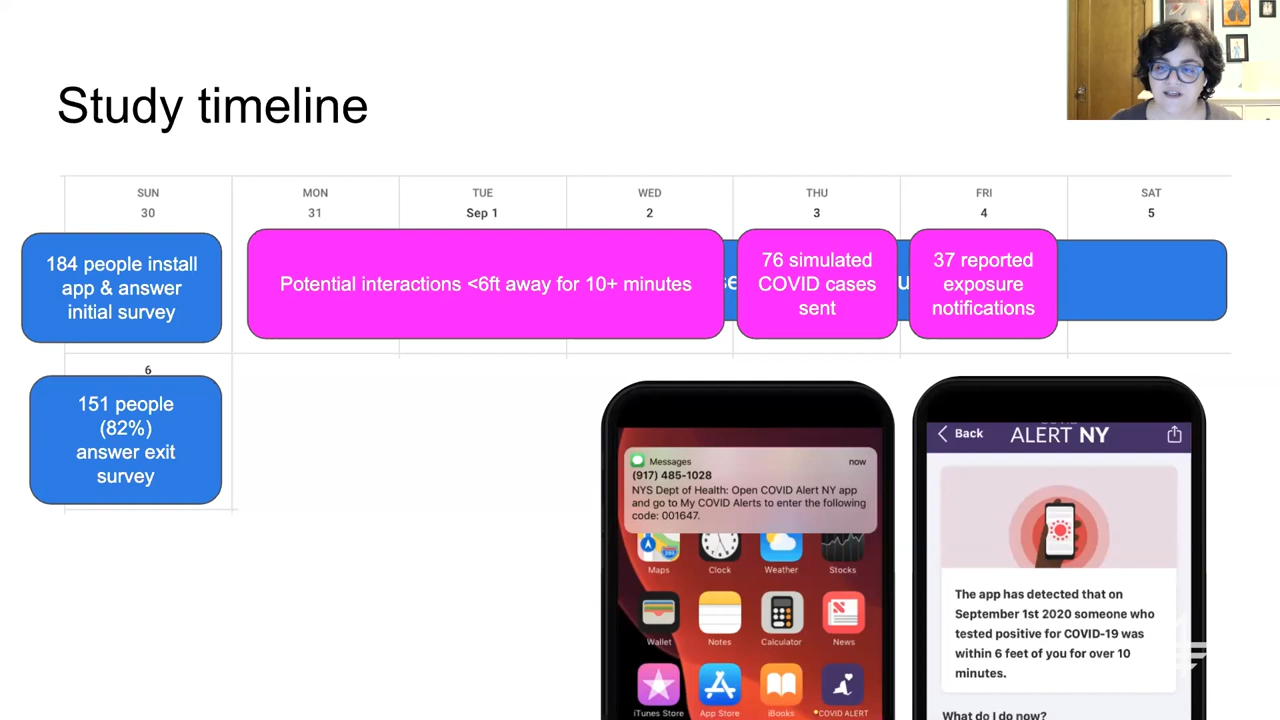 Study timeline
SUN
30
MON
31
TUE
Sep 1
WED
2
THU
3
FRI
4
SAT
5
184 people install
app & answer
initial survey
Potential interactions <6ft away for 10+ minutes
76 simulated
COVID cases
sent
37 reported
exposure
notifications
6
151 people
(82%)
answer exit
survey
Messages
now
(917) 485-1028
NYS Dept of Health: Open COVID Alert NY app
and go to My COVID Alerts to enter the following
code: 001647.
Maps
Clock
Weather
Stocks
Wallet
Notes
Calculator
News
iTunes Store
App Store
iBooks
COVID ALERT
Back
ALERT NY
The app has detected that on
September 1st 2020 someone who
tested positive for COVID-19 was
within 6 feet of you for over 10
minutes.
What do I do now?